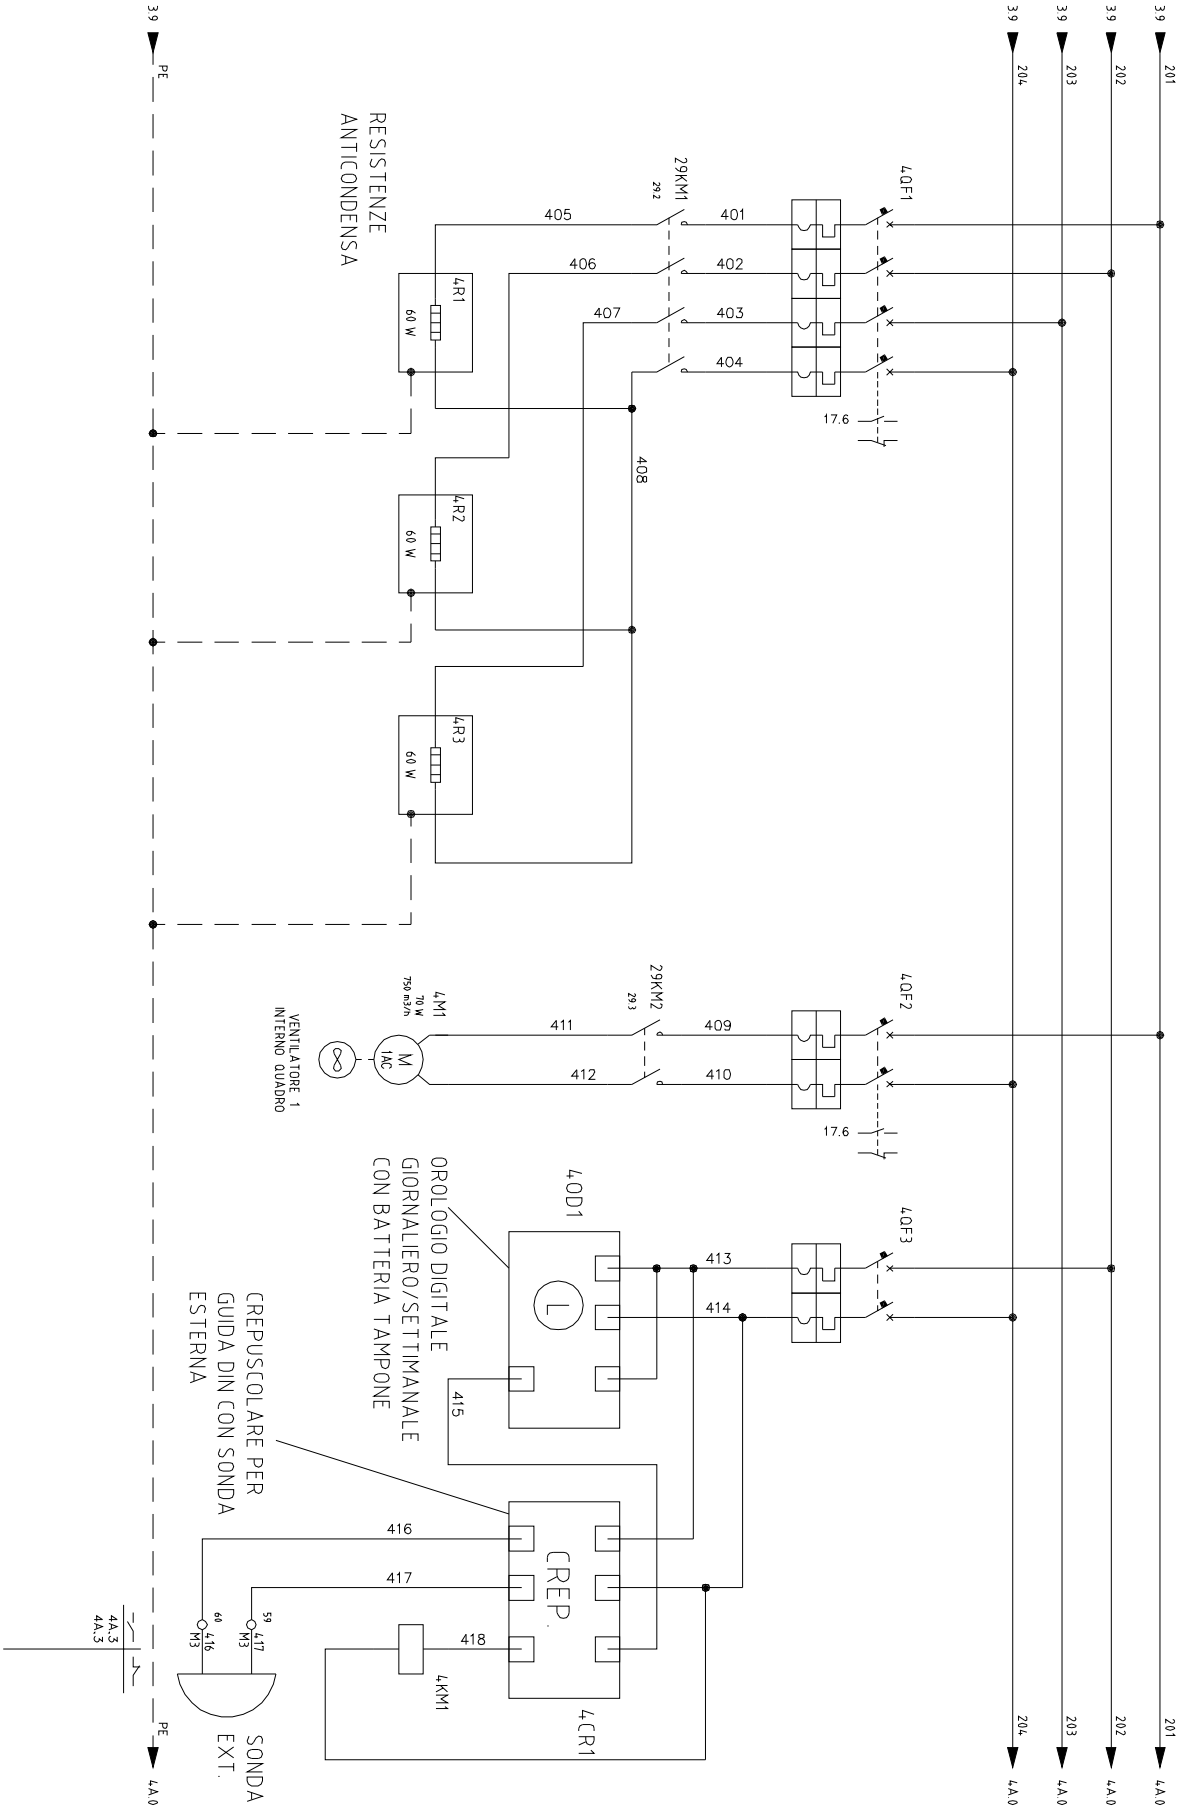 3.9
201
201
4A.0
3.9
202
202
4A.0
3.9
203
203
4A.0
3.9
204
204
4A.0
4QF1
17.6
4QF2
17.6
4QF3
401
402
403
404
29KM1
29.2
405
406
407
408
409
410
29KM2
29.3
411
412
413
414
4R1
60 W
4R2
60 W
4R3
60 W
RESISTENZE
ANTICONDENSA
4M1
70 W
750 m3/h
M
1AC
VENTILATORE 1
INTERNO QUADRO
4OD1
L
OROLOGIO DIGITALE
GIORNALIERO/SETTIMANALE
CON BATTERIA TAMPONE
415
4CR1
CREP.
CREPUSCOLARE PER
GUIDA DIN CON SONDA
ESTERNA
416
417
418
4KM1
59
417
M3
60
416
M3
SONDA
EXT.
4A.3
4A.3
3.9
PE
PE
4A.0